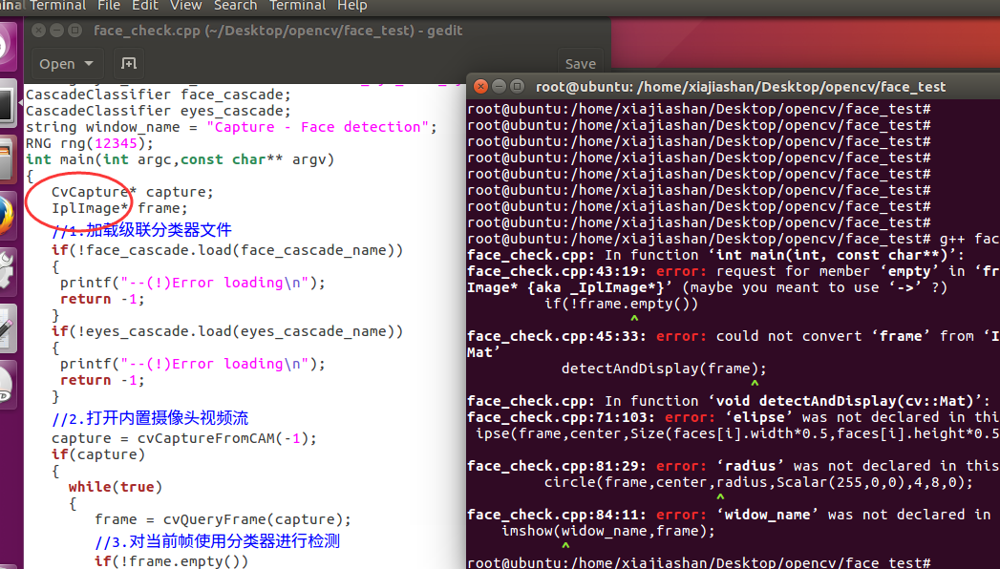 Terminal File Edit View Search Terminal Help
face_check.cpp (~/Desktop/opencv/face_test) - gedit
Open
Save
CascadeClassifier face_cascade;
CascadeClassifier eyes_cascade;
string window_name = "Capture - Face detection";
RNG rng(12345);
int main(int argc,const char** argv)
{
CvCapture* capture;
IplImage* frame;
//1.加载级联分类器文件
if(!face_cascade.load(face_cascade_name))
{
printf("--(!)Error loading\n");
return -1;
}
if(!eyes_cascade.load(eyes_cascade_name))
{
printf("--(!)Error loading\n");
return -1;
}
//2.打开内置摄像头视频流
capture = cvCaptureFromCAM(-1);
if(capture)
{
while(true)
{
frame = cvQueryFrame(capture);
//3.对当前帧使用分类器进行检测
if(!frame.empty())
root@ubuntu: /home/xiajiashan/Desktop/opencv/face_test
root@ubuntu:/home/xiajiashan/Desktop/opencv/face_test#
root@ubuntu:/home/xiajiashan/Desktop/opencv/face_test#
root@ubuntu:/home/xiajiashan/Desktop/opencv/face_test#
root@ubuntu:/home/xiajiashan/Desktop/opencv/face_test#
root@ubuntu:/home/xiajiashan/Desktop/opencv/face_test#
root@ubuntu:/home/xiajiashan/Desktop/opencv/face_test#
root@ubuntu:/home/xiajiashan/Desktop/opencv/face_test#
root@ubuntu:/home/xiajiashan/Desktop/opencv/face_test#
root@ubuntu:/home/xiajiashan/Desktop/opencv/face_test# g++ fac
face_check.cpp: In function ‘int main(int, const char**)’:
face_check.cpp:43:19: error: request for member ‘empty’ in ‘fr
Image* {aka _IplImage*}’ (maybe you meant to use ‘->’ ?)
if(!frame.empty())
^
face_check.cpp:45:33: error: could not convert ‘frame’ from ‘I
Mat’
detectAndDisplay(frame);
^
face_check.cpp: In function ‘void detectAndDisplay(cv::Mat)’:
face_check.cpp:71:103: error: ‘elipse’ was not declared in thi
ipse(frame,center,Size(faces[i].width*0.5,faces[i].height*0.5
face_check.cpp:81:29: error: ‘radius’ was not declared in this
circle(frame,center,radius,Scalar(255,0,0),4,8,0);
^
face_check.cpp:84:11: error: ‘widow_name’ was not declared in
imshow(widow_name,frame);
^
root@ubuntu:/home/xiajiashan/Desktop/opencv/face_test#